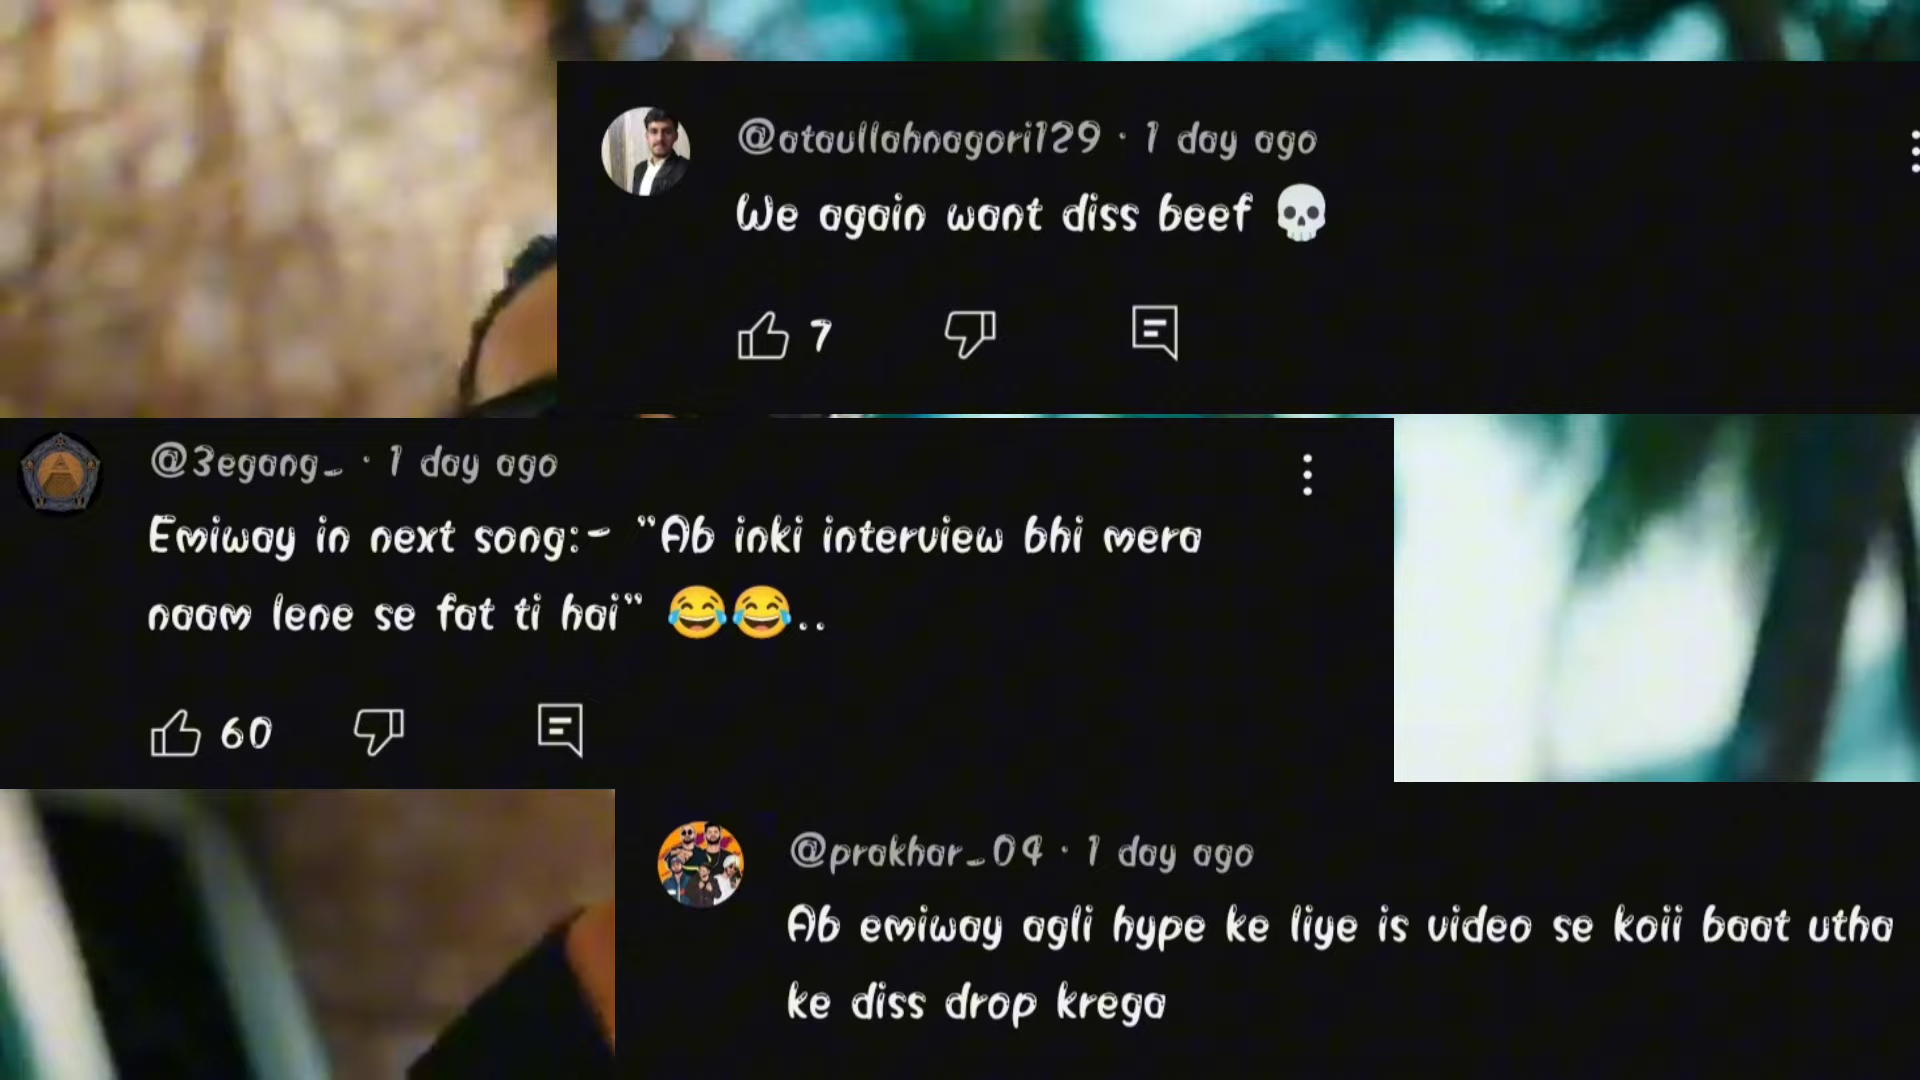 @ataullahnagori129 · 1 day ago
We again want diss beef 💀
7
@3egang_ · 1 day ago
Emiway in next song:- "Ab inki interview bhi mera
naam lene se fat ti hai" 😂😂..
60
@prakhar_04 · 1 day ago
Ab emiway agli hype ke liye is video se koii baat utha
ke diss drop krega